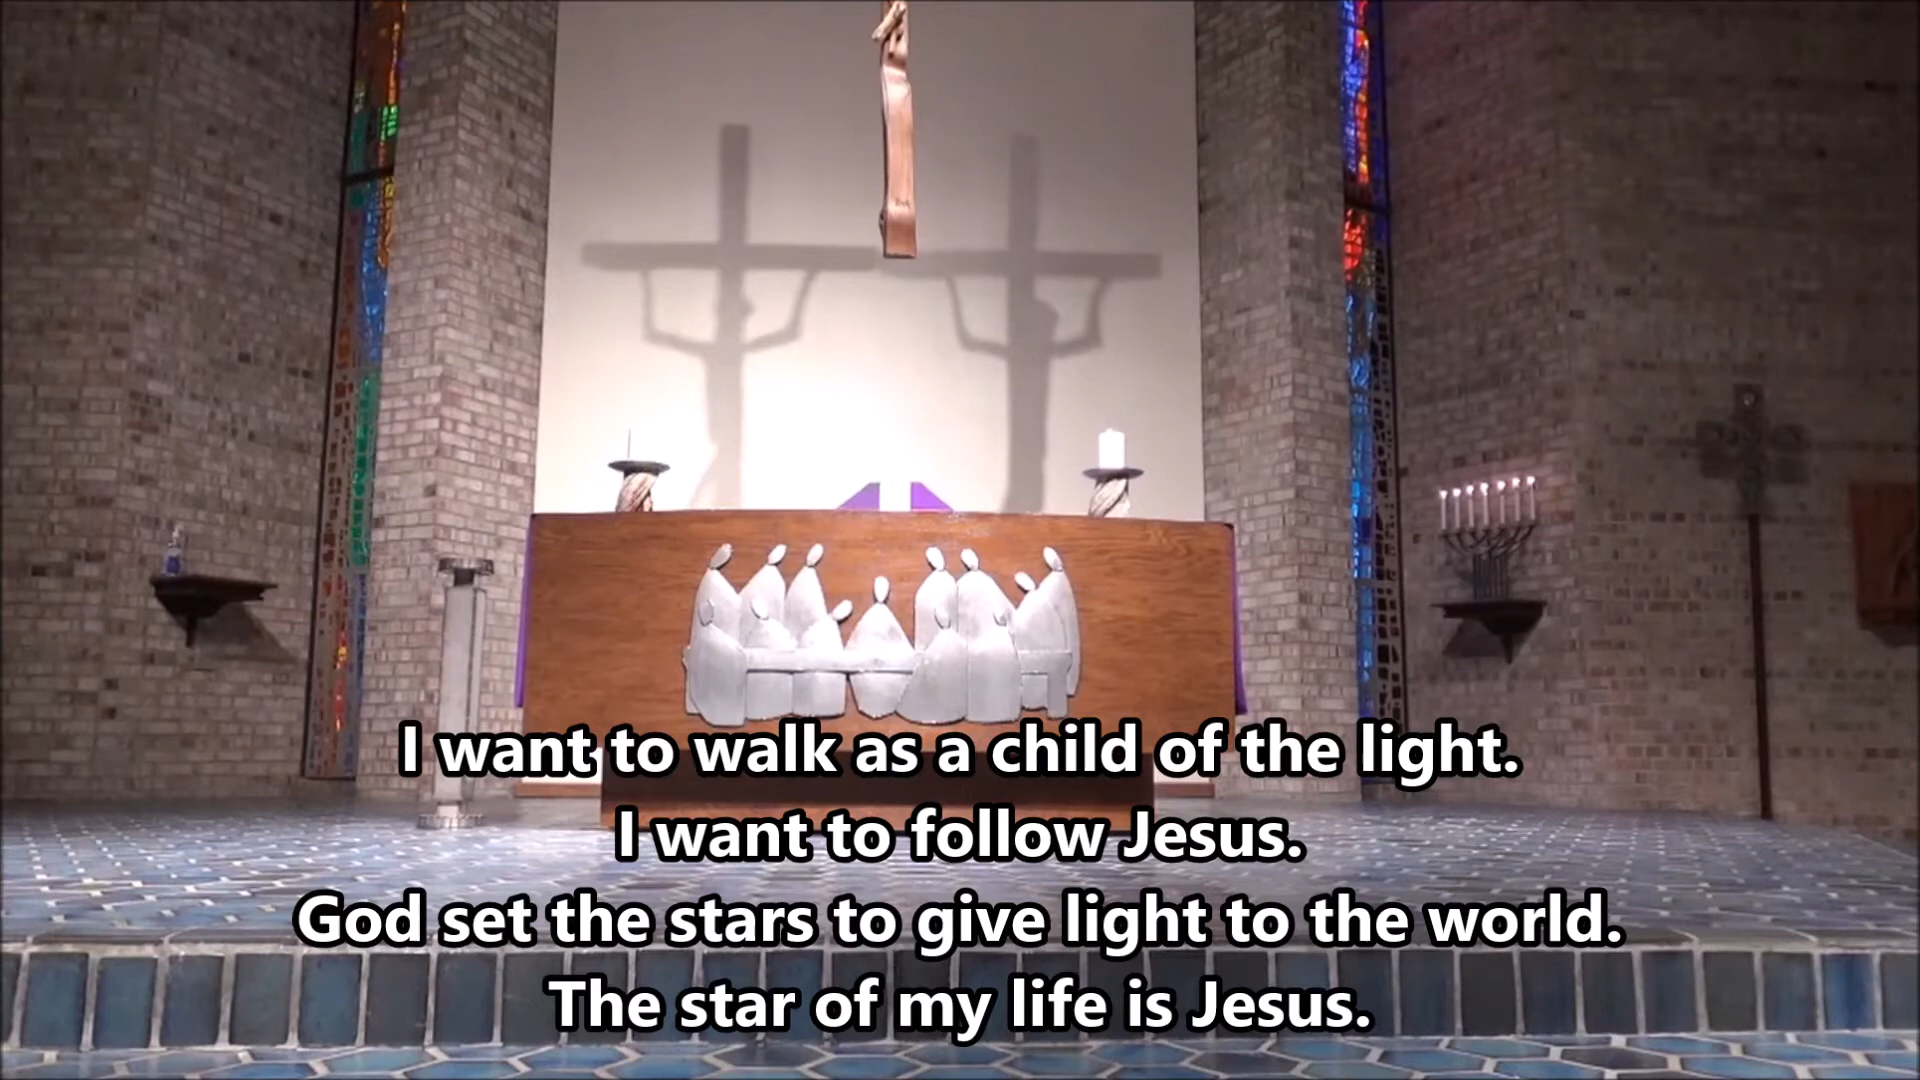 I want to walk as a child of the light.
I want to follow Jesus.
God set the stars to give light to the world.
The star of my life is Jesus.